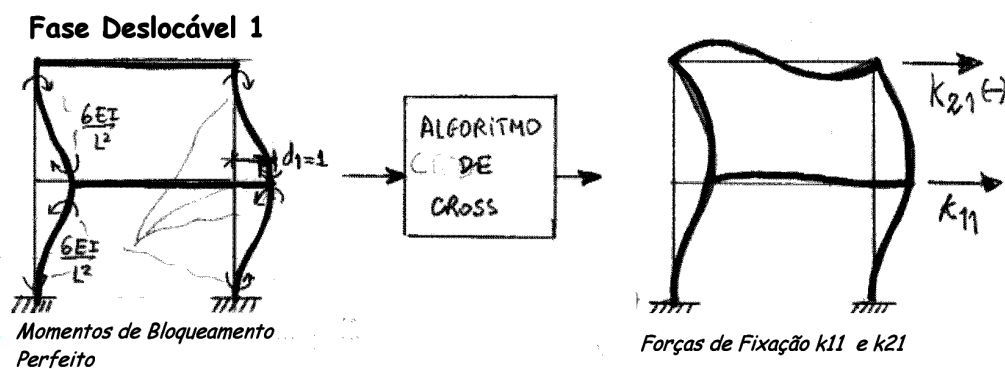 Fase Deslocável 1
6EI
L²
d₁=1
6EI
L²
ALGORITMO
DE
CROSS
K₂₁ (-)
K₁₁
Momentos de Bloqueamento
Perfeito
Forças de Fixação k11 e k21